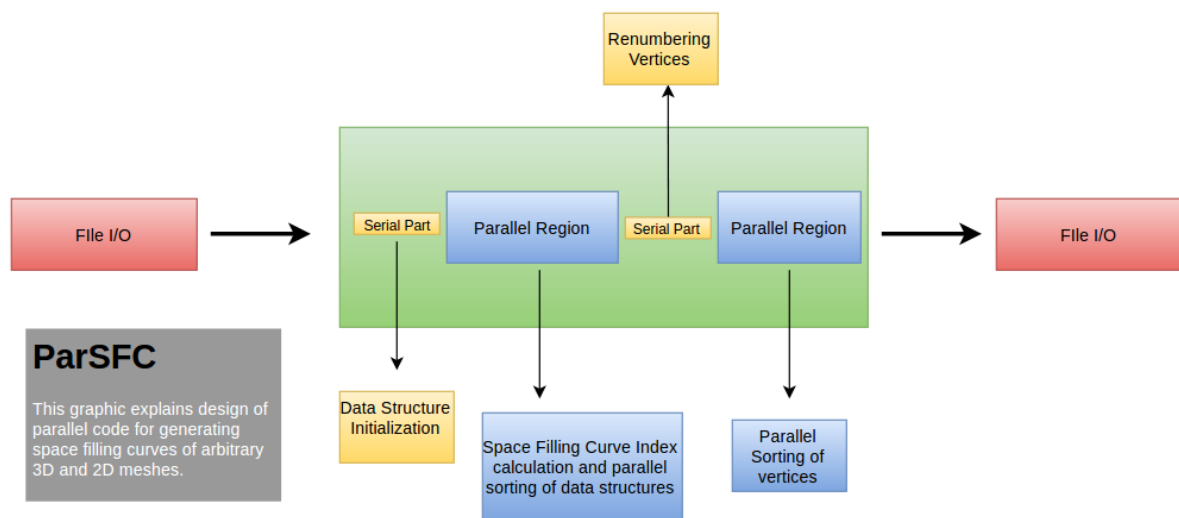 Renumbering
Vertices
FIle I/O
Serial Part
Parallel Region
Serial Part
Parallel Region
FIle I/O
ParSFC
This graphic explains design of
parallel code for generating
space filling curves of arbitrary
3D and 2D meshes.
Data Structure
Initialization
Space Filling Curve Index
calculation and parallel
sorting of data structures
Parallel
Sorting of
vertices